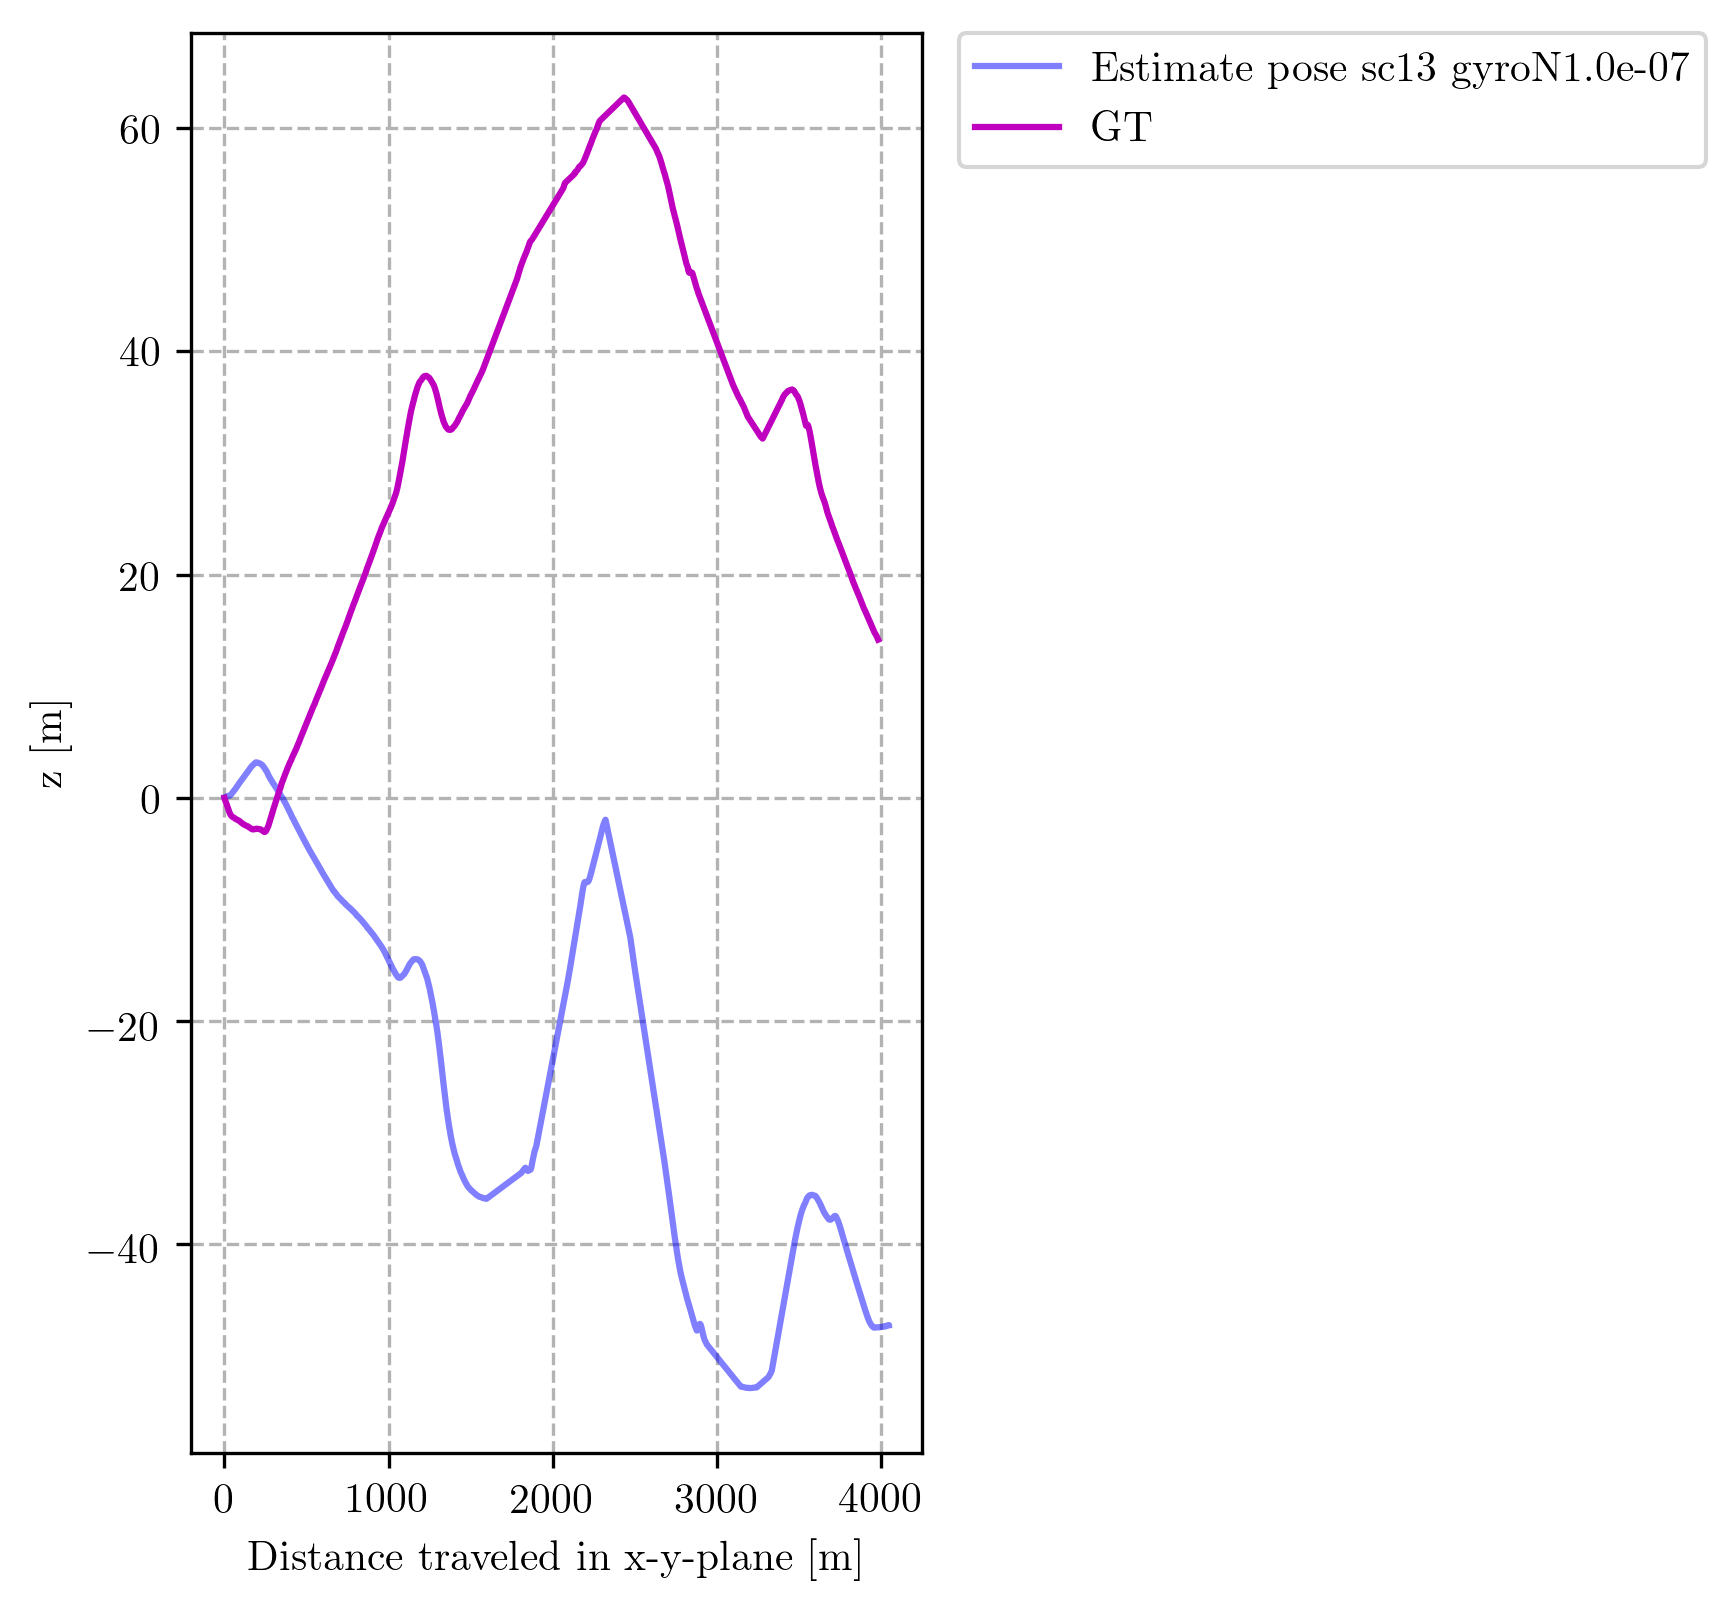 Estimate pose sc13 gyroN1.0e-07
GT
60
40
20
0
−20
−40
z [m]
0 1000 2000 3000 4000
Distance traveled in x-y-plane [m]